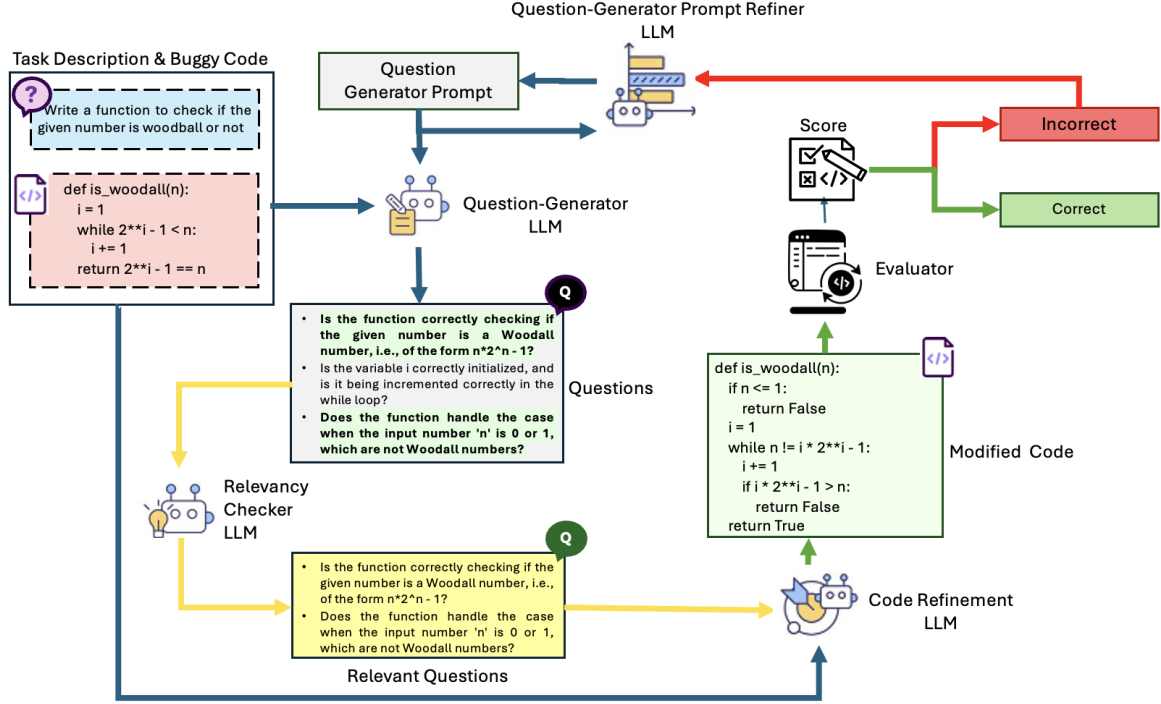 Question-Generator Prompt Refiner
LLM
Task Description & Buggy Code
?
Write a function to check if the
given number is woodball or not
</>
def is_woodall(n):
i = 1
while 2**i - 1 < n:
i += 1
return 2**i - 1 == n
Question
Generator Prompt
Question-Generator
LLM
Q
• Is the function correctly checking if
the given number is a Woodall
number, i.e., of the form n*2^n - 1?
• Is the variable i correctly initialized, and
is it being incremented correctly in the
while loop?
• Does the function handle the case
when the input number 'n' is 0 or 1,
which are not Woodall numbers?
Questions
Relevancy
Checker
LLM
Q
• Is the function correctly checking if the
given number is a Woodall number, i.e.,
of the form n*2^n - 1?
• Does the function handle the case
when the input number 'n' is 0 or 1,
which are not Woodall numbers?
Relevant Questions
Code Refinement
LLM
</>
def is_woodall(n):
if n <= 1:
return False
i = 1
while n != i * 2**i - 1:
i += 1
if i * 2**i - 1 > n:
return False
return True
Modified Code
</>
Evaluator
Score
</>
Incorrect
Correct